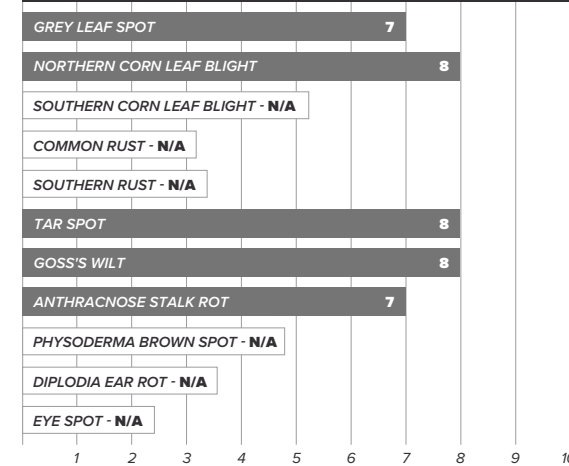 GREY LEAF SPOT 7
NORTHERN CORN LEAF BLIGHT 8
SOUTHERN CORN LEAF BLIGHT - N/A
COMMON RUST - N/A
SOUTHERN RUST - N/A
TAR SPOT 8
GOSS'S WILT 8
ANTHRACNOSE STALK ROT 7
PHYSODERMA BROWN SPOT - N/A
DIPLODIA EAR ROT - N/A
EYE SPOT - N/A
1 2 3 4 5 6 7 8 9 10